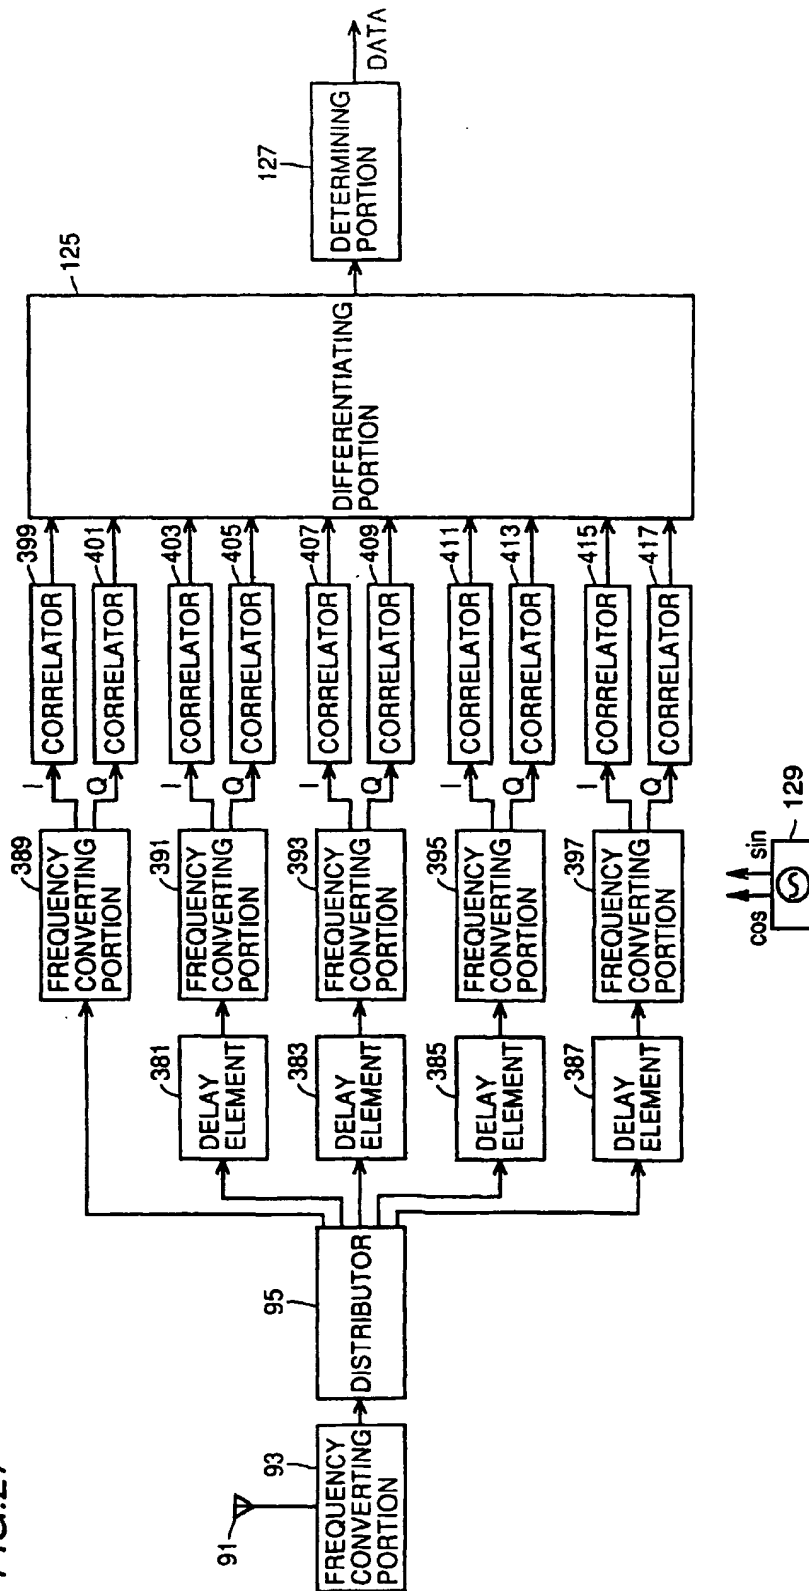 FIG.27
91
93
FREQUENCY
CONVERTING
PORTION
95
DISTRIBUTOR
381
DELAY
ELEMENT
383
DELAY
ELEMENT
385
DELAY
ELEMENT
387
DELAY
ELEMENT
389
FREQUENCY
CONVERTING
PORTION
391
FREQUENCY
CONVERTING
PORTION
393
FREQUENCY
CONVERTING
PORTION
395
FREQUENCY
CONVERTING
PORTION
397
FREQUENCY
CONVERTING
PORTION
I
Q
I
Q
I
Q
I
Q
I
Q
399
CORRELATOR
401
CORRELATOR
403
CORRELATOR
405
CORRELATOR
407
CORRELATOR
409
CORRELATOR
411
CORRELATOR
413
CORRELATOR
415
CORRELATOR
417
CORRELATOR
125
DIFFERENTIATING
PORTION
127
DETERMINING
PORTION
DATA
cos
sin
129